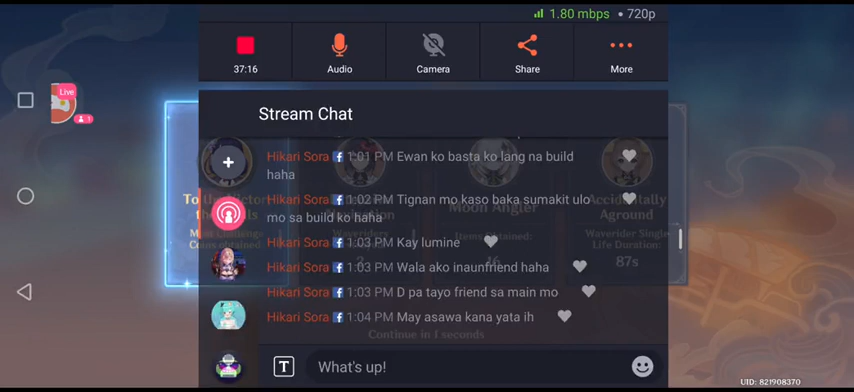 1.80 mbps • 720p
37:16
Audio
Camera
Share
More
Live
1
Stream Chat
Hikari Sora 1:01 PM Ewan ko basta ko lang na build
haha
Hikari Sora 1:02 PM Tignan mo kaso baka sumakit ulo
mo sa build ko haha
Hikari Sora 1:03 PM Kay lumine
Hikari Sora 1:03 PM Wala ako inaunfriend haha
Hikari Sora 1:03 PM D pa tayo friend sa main mo
Hikari Sora 1:04 PM May asawa kana yata ih
Moon Angler
Items Obtained:
46
Accidentally
Aground
Waverider Single
Life Duration:
87s
Continue in 1 seconds
T
What's up!
UID: 821908370